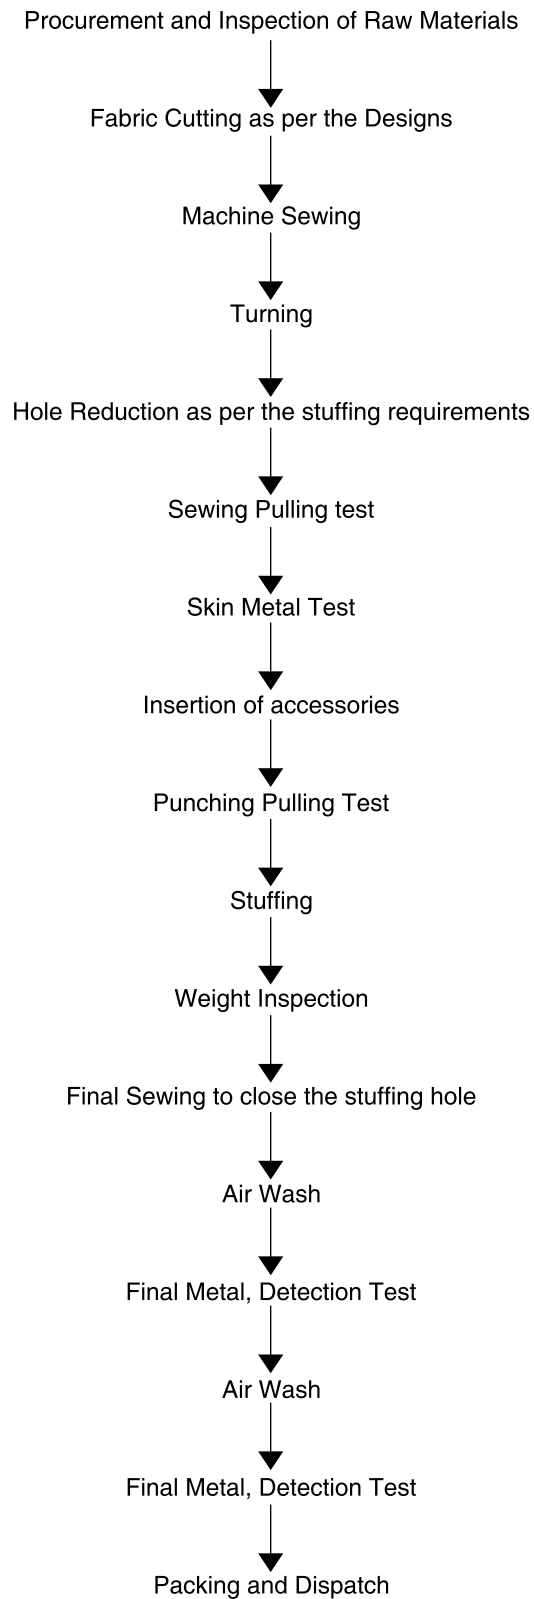 Procurement and Inspection of Raw Materials
Fabric Cutting as per the Designs
Machine Sewing
Turning
Hole Reduction as per the stuffing requirements
Sewing Pulling test
Skin Metal Test
Insertion of accessories
Punching Pulling Test
Stuffing
Weight Inspection
Final Sewing to close the stuffing hole
Air Wash
Final Metal, Detection Test
Air Wash
Final Metal, Detection Test
Packing and Dispatch